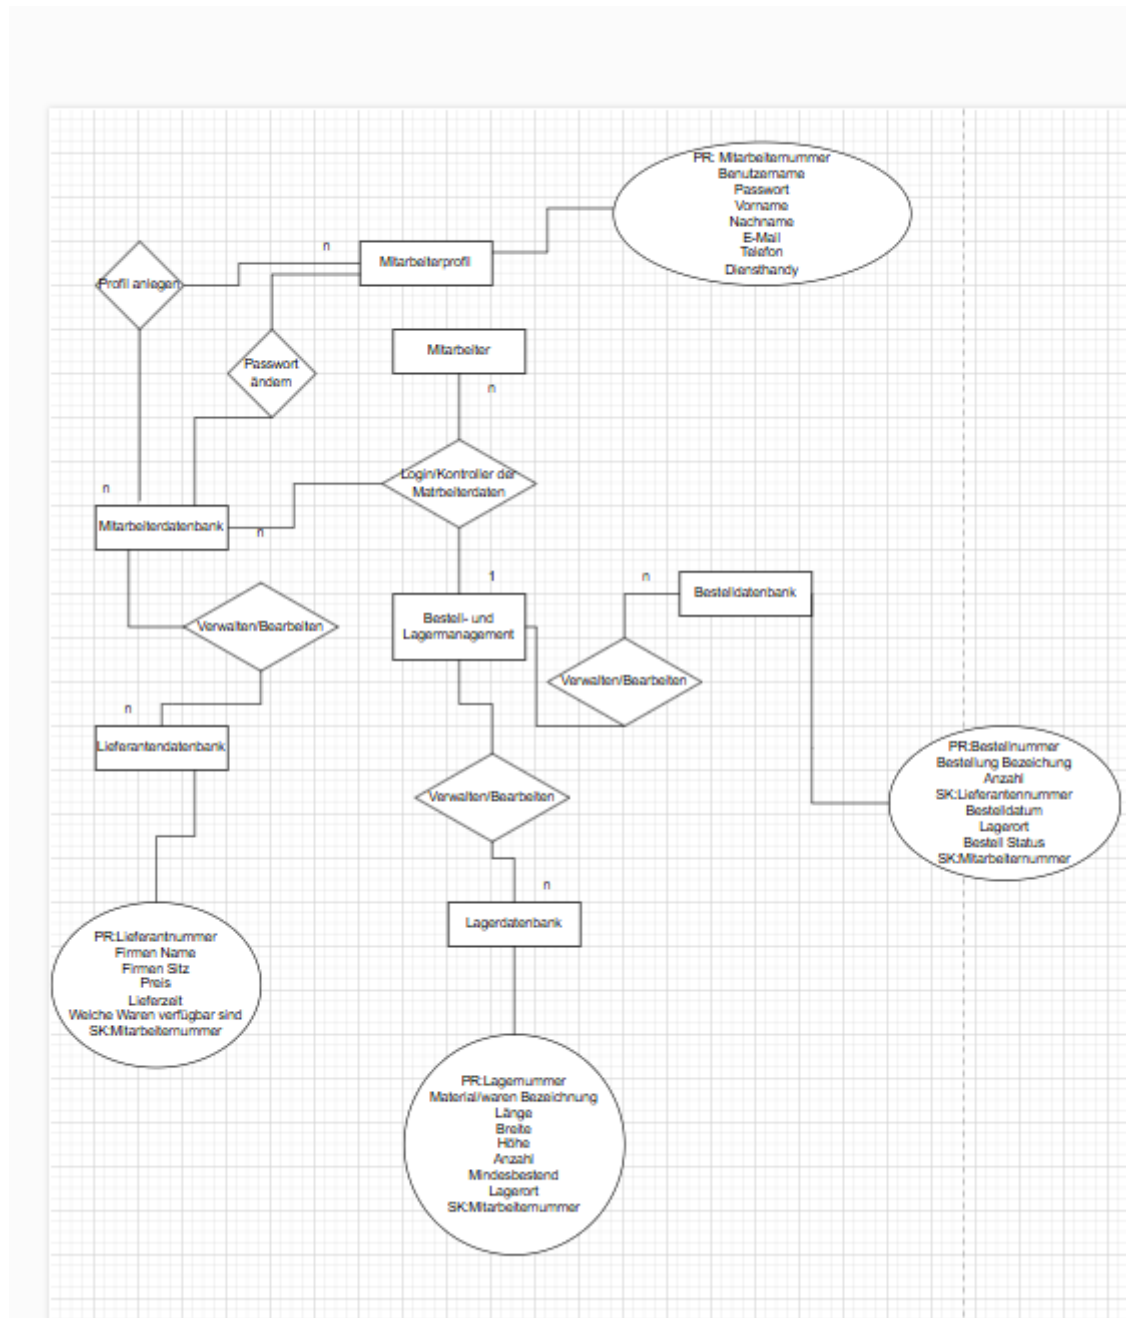 PR: Mitarbeiternummer
Benutzername
Passwort
Vorname
Nachname
E-Mail
Telefon
Diensthandy
n
Mitarbeiterprofil
Profil anlegen
Mitarbeiter
Passwort
ändern
n
Login/Kontroller der
Matrbeiterdaten
n
Mitarbeiterdatenbank
n
1
n
Bestelldatenbank
Verwalten/Bearbeiten
Bestell- und
Lagermanagement
Verwalten/Bearbeiten
n
Lieferantendatenbank
PR:Bestellnummer
Bestellung Bezeichung
Anzahl
SK:Lieferantennummer
Bestelldatum
Lagerort
Bestell Status
SK:Mitarbeiternummer
Verwalten/Bearbeiten
n
Lagerdatenbank
PR:Lieferantnummer
Firmen Name
Firmen Sitz
Preis
Lieferzeit
Welche Waren verfügbar sind
SK:Mitarbeiternummer
PR:Lagernummer
Material/waren Bezeichnung
Länge
Breite
Höhe
Anzahl
Mindesbestend
Lagerort
SK:Mitarbeiternummer